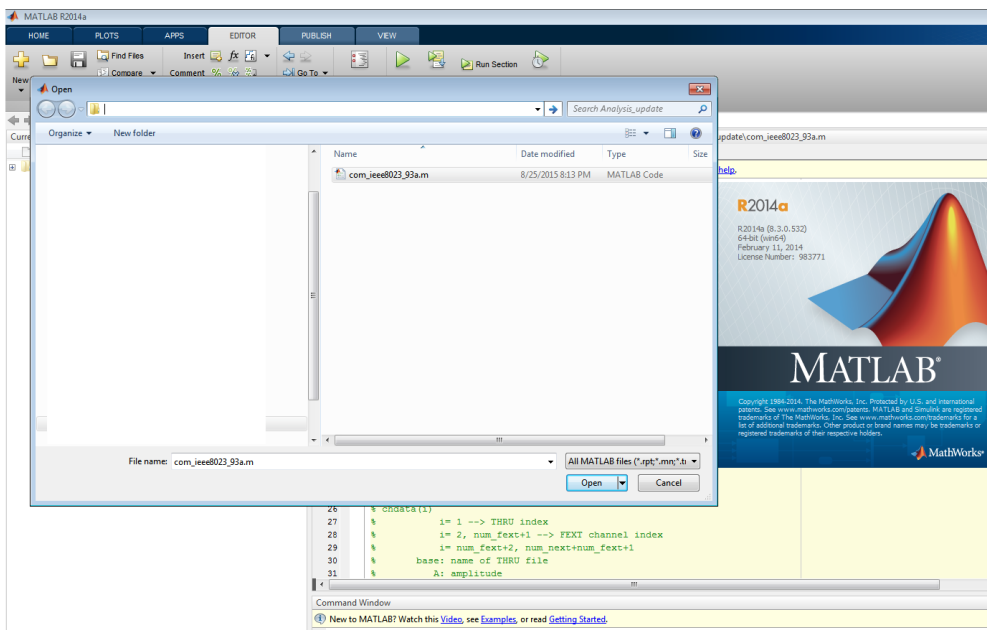 MATLAB R2014a
HOME PLOTS APPS EDITOR PUBLISH VIEW
Find Files Insert fx
Compare Comment Go To Run Section
New
Open
Search Analysis_update
Organize New folder
Curre
update\com_ieee8023_93a.m
Name Date modified Type Size
com_ieee8023_93a.m 8/25/2015 8:13 PM MATLAB Code
help.
R2014a
R2014a (8.3.0.532)
64-bit (win64)
February 11, 2014
License Number: 983771
MATLAB®
Copyright 1984-2014, The MathWorks, Inc. Protected by U.S. and international
patents. See www.mathworks.com/patents. MATLAB and Simulink are registered
trademarks of The MathWorks, Inc. See www.mathworks.com/trademarks for a
list of additional trademarks. Other product or brand names may be trademarks or
registered trademarks of their respective holders.
MathWorks®
File name: com_ieee8023_93a.m All MATLAB files (*.rpt;*.mn;*.b
Open Cancel
26 % chdata(i)
27 % i= 1 --> THRU index
28 % i= 2, num_fext+1 --> FEXT channel index
29 % i= num_fext+2, num_next+num_fext+1
30 % base: name of THRU file
31 % A: amplitude
Command Window
New to MATLAB? Watch this Video, see Examples, or read Getting Started.